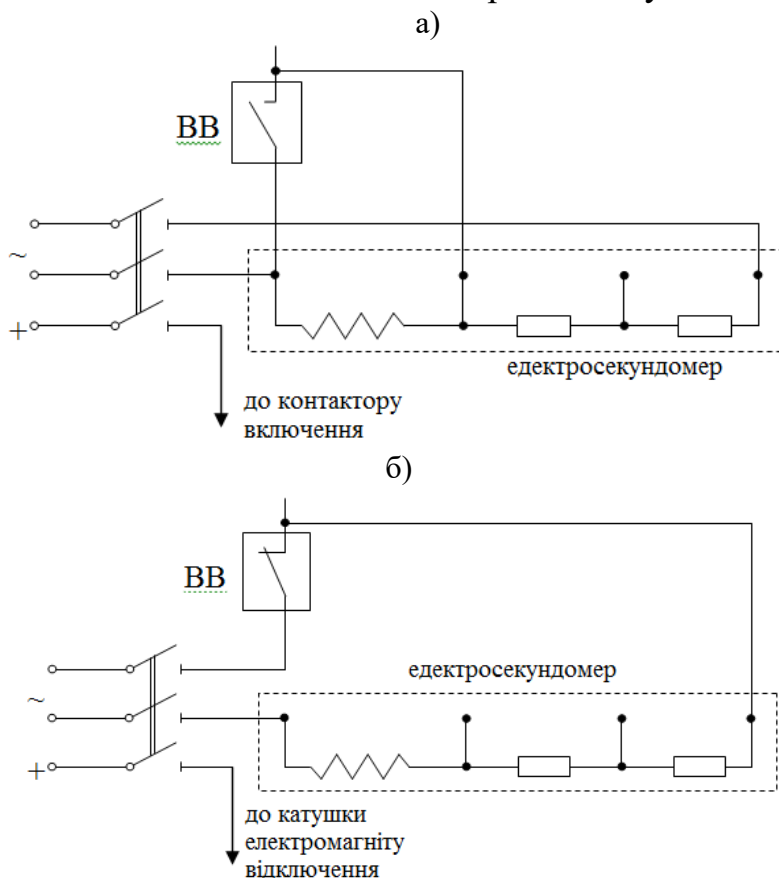 а)
ВВ
~
+
едектросекундомер
до контактору
включення
б)
ВВ
едектросекундомер
~
+
до катушки
електромагніту
відключення